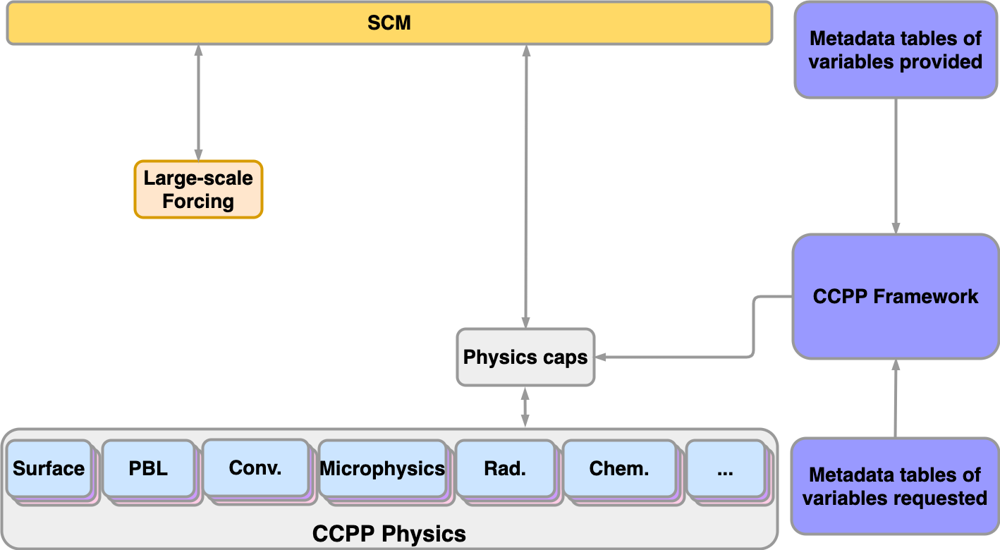 SCM
Metadata tables of
variables provided
Large-scale
Forcing
CCPP Framework
Physics caps
Surface
PBL
Conv.
Microphysics
Rad.
Chem.
...
Metadata tables of
variables requested
CCPP Physics